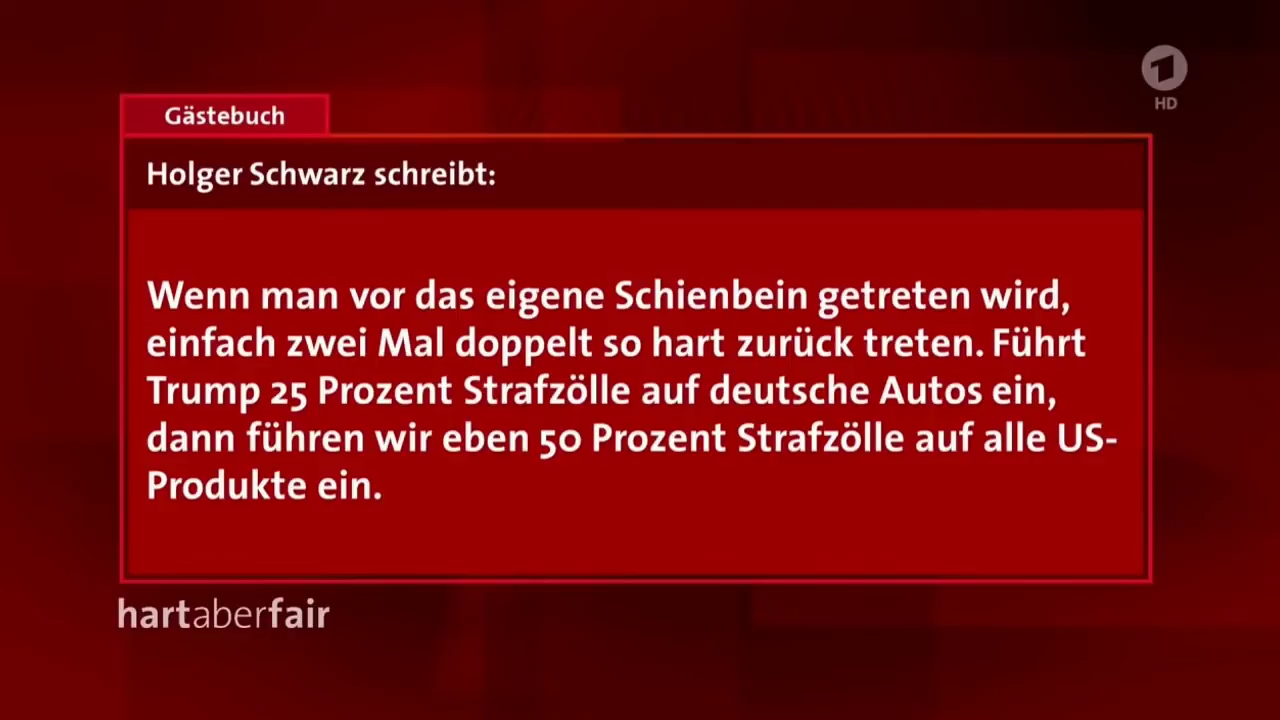 Gästebuch
HD
Holger Schwarz schreibt:
Wenn man vor das eigene Schienbein getreten wird,
einfach zwei Mal doppelt so hart zurück treten. Führt
Trump 25 Prozent Strafzölle auf deutsche Autos ein,
dann führen wir eben 50 Prozent Strafzölle auf alle US-
Produkte ein.
hartaberfair